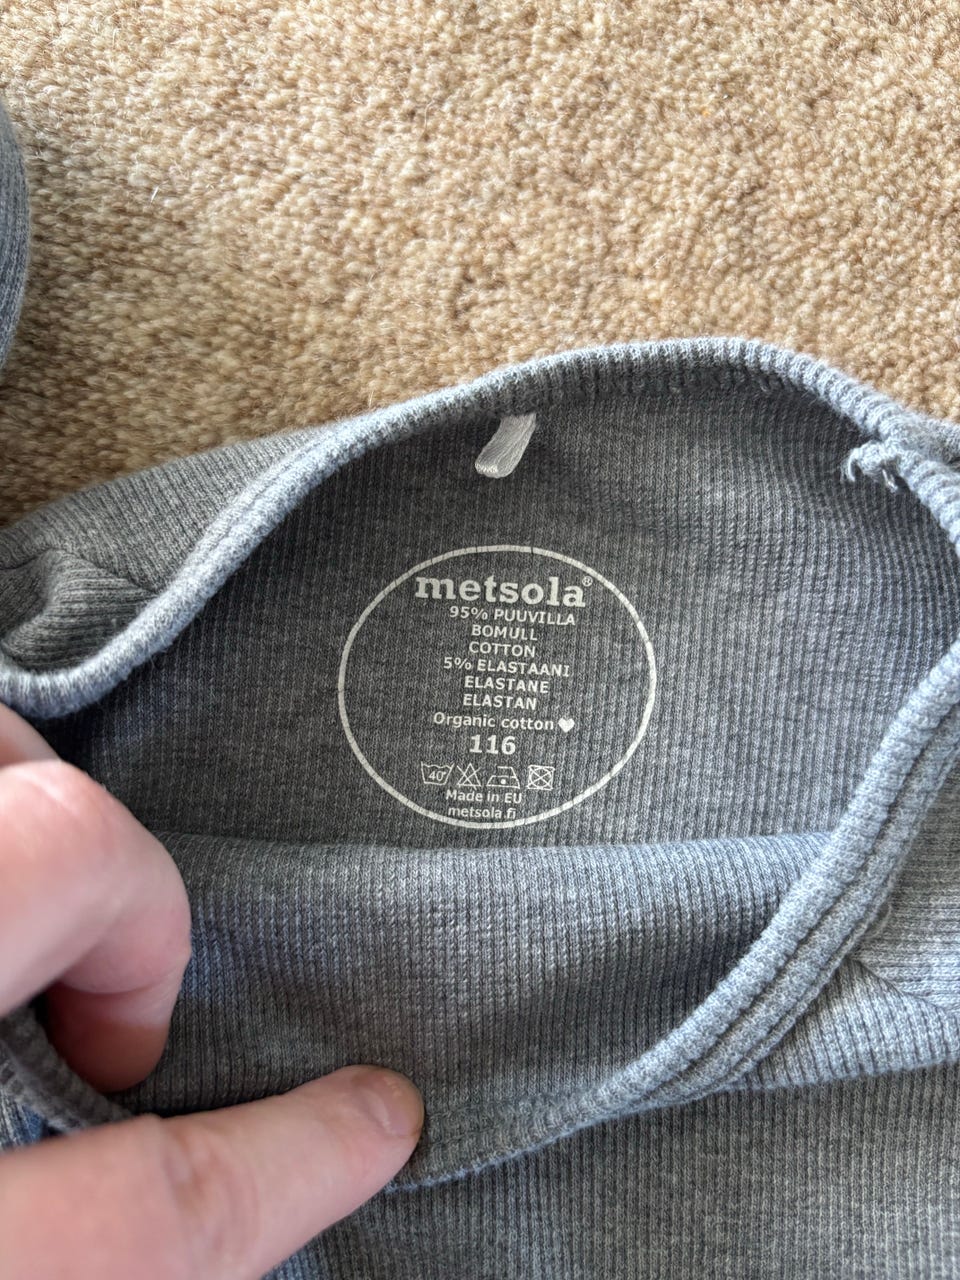 metsola®
95% PUUVILLA
BOMULL
COTTON
5% ELASTAANI
ELASTANE
ELASTAN
Organic cotton
116
40°
Made in EU
metsola.fi